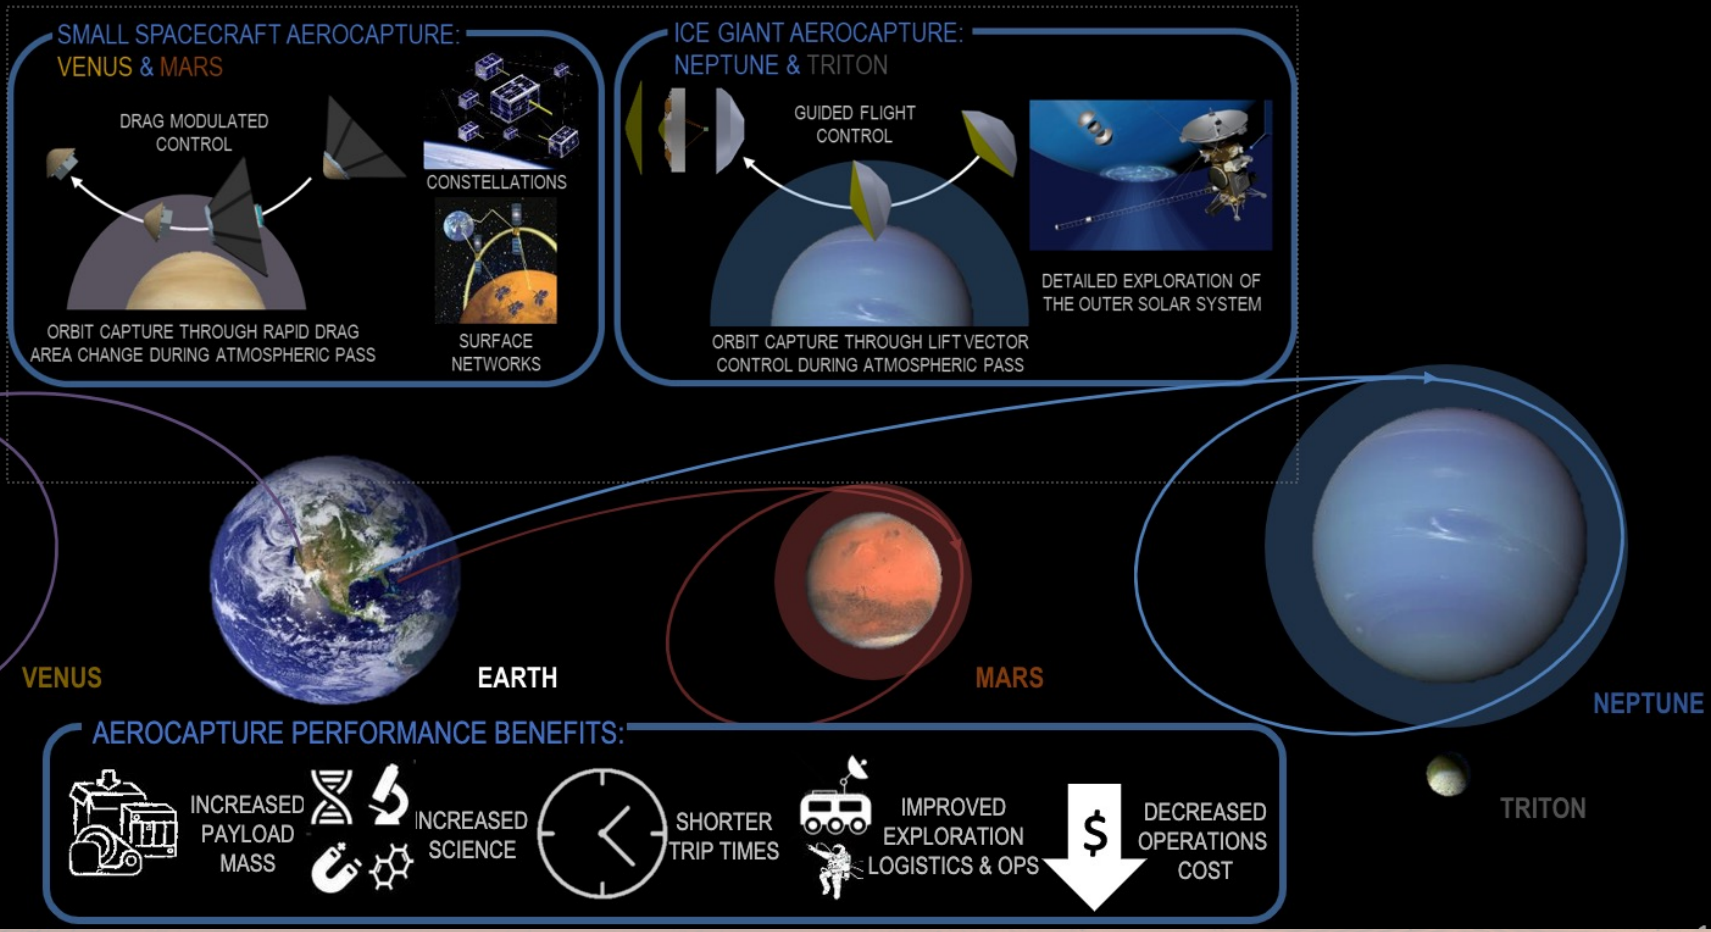 SMALL SPACECRAFT AEROCAPTURE:
VENUS & MARS
DRAG MODULATED
CONTROL
CONSTELLATIONS
SURFACE
NETWORKS
ORBIT CAPTURE THROUGH RAPID DRAG
AREA CHANGE DURING ATMOSPHERIC PASS
ICE GIANT AEROCAPTURE:
NEPTUNE & TRITON
GUIDED FLIGHT
CONTROL
DETAILED EXPLORATION OF
THE OUTER SOLAR SYSTEM
ORBIT CAPTURE THROUGH LIFT VECTOR
CONTROL DURING ATMOSPHERIC PASS
VENUS
EARTH
MARS
NEPTUNE
TRITON
AEROCAPTURE PERFORMANCE BENEFITS:
INCREASED
PAYLOAD
MASS
INCREASED
SCIENCE
SHORTER
TRIP TIMES
IMPROVED
EXPLORATION
LOGISTICS & OPS
$
DECREASED
OPERATIONS
COST